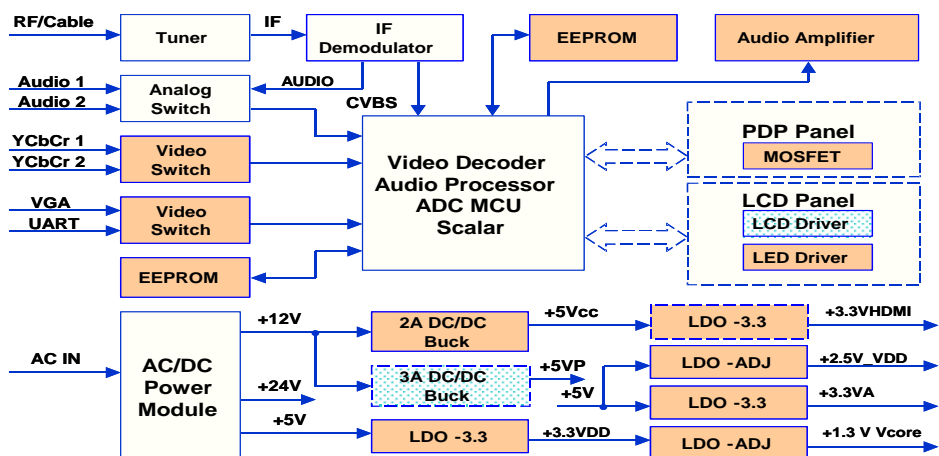 RF/Cable
Tuner
IF
IF
Demodulator
EEPROM
Audio Amplifier
Audio 1
Audio 2
Analog
Switch
AUDIO
CVBS
YCbCr 1
YCbCr 2
Video
Switch
VGA
UART
Video
Switch
EEPROM
Video Decoder
Audio Processor
ADC MCU
Scalar
PDP Panel
MOSFET
LCD Panel
LCD Driver
LED Driver
AC IN
AC/DC
Power
Module
+12V
+24V
+5V
2A DC/DC
Buck
+5Vcc
LDO -3.3
+3.3VHDMI
3A DC/DC
Buck
+5VP
+5V
LDO -ADJ
+2.5V_VDD
LDO -3.3
+3.3VA
LDO -3.3
+3.3VDD
LDO -ADJ
+1.3 V Vcore